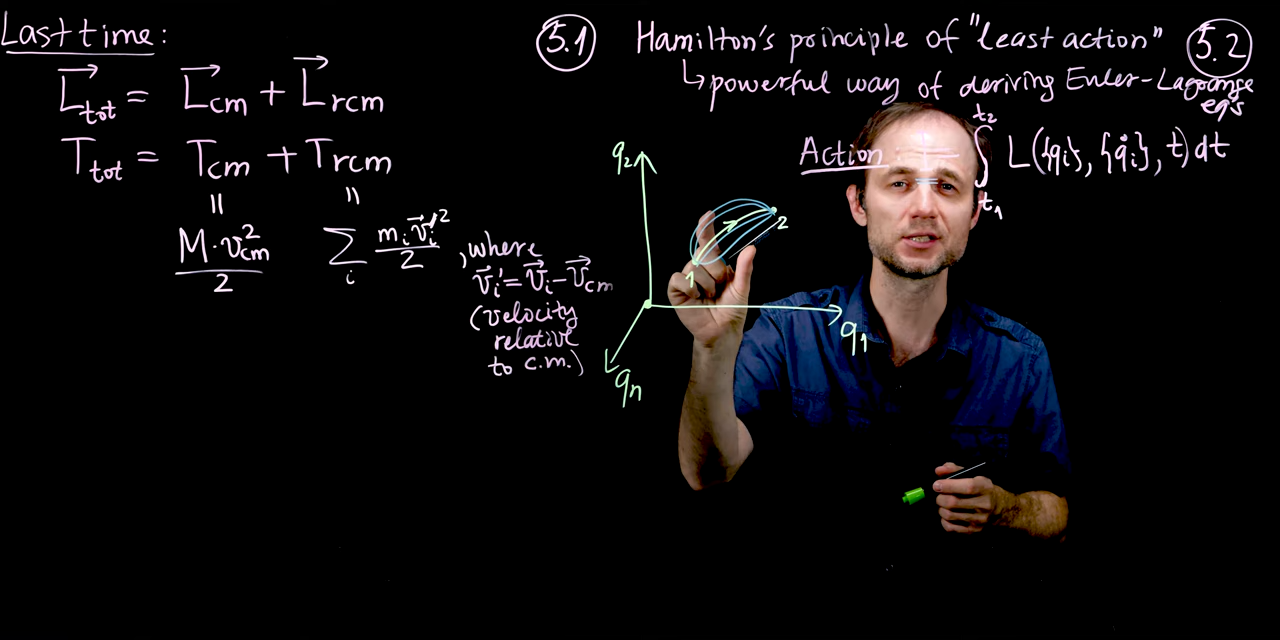 Last time:
L⃗tot = L⃗cm + L⃗rcm
Ttot = Tcm + Trcm
= =
M·v²cm / 2
∑i mi v⃗i'² / 2 , where
v⃗i' = v⃗i − v⃗cm
(velocity
relative
to c.m.)
5.1
Hamilton's principle of "least action"
↳ powerful way of deriving Euler-Lagrange
eq's
5.2
Action = ∫t1t2 L({qi}, {q̇i}, t) dt
q2
2
1
q1
qn